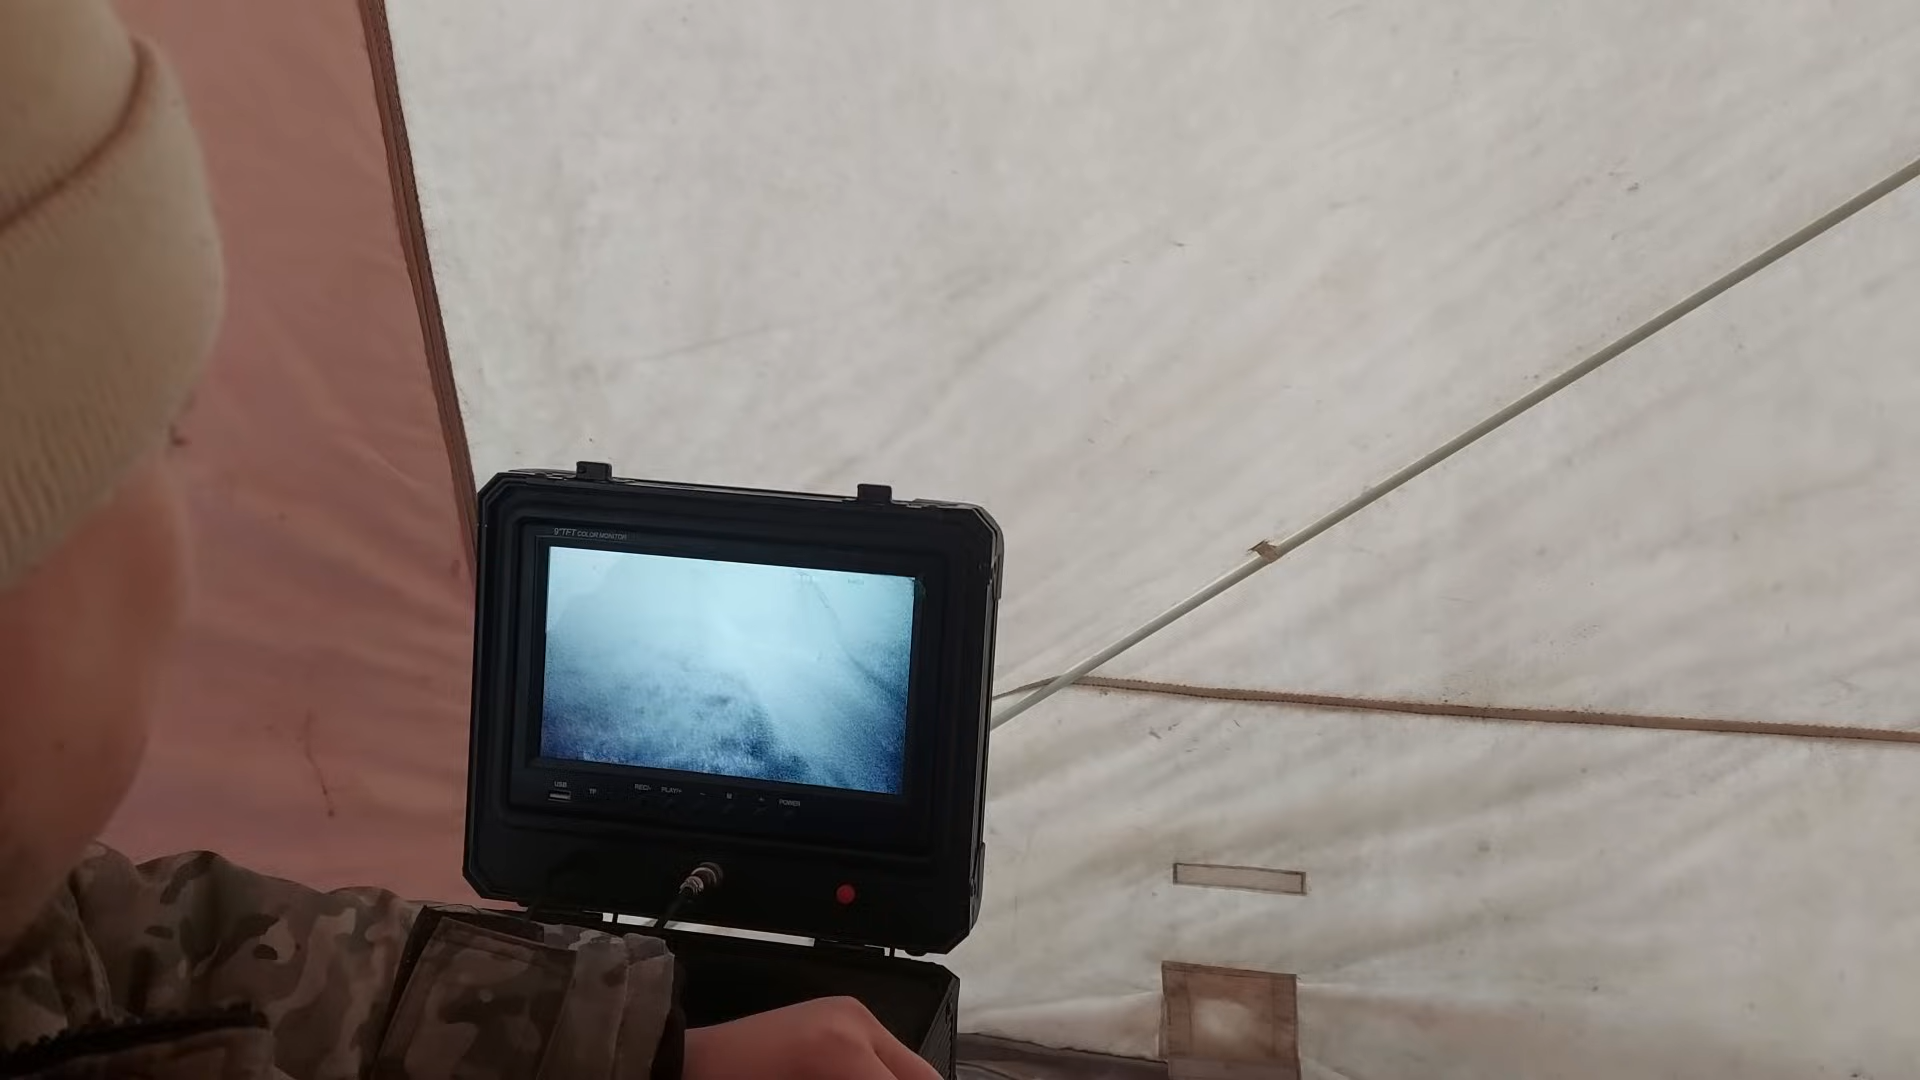 9"TFT COLOR MONITOR
USB
REC/-
PLAY/+
POWER